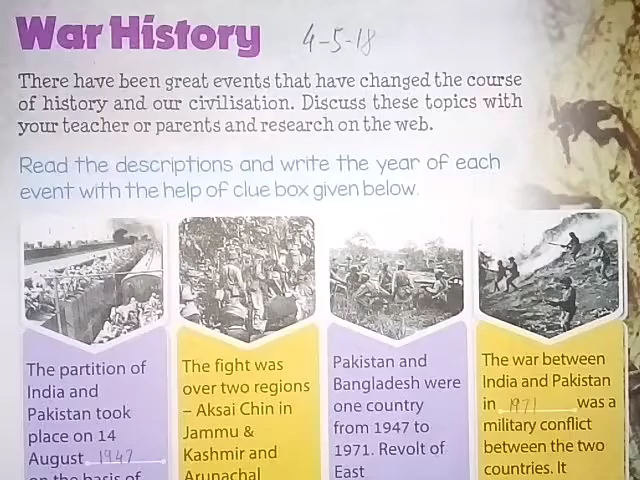 War History 4-5-18
There have been great events that have changed the course
of history and our civilisation. Discuss these topics with
your teacher or parents and research on the web.
Read the descriptions and write the year of each
event with the help of clue box given below.
The partition of
India and
Pakistan took
place on 14
August 1947
on the basis of
The fight was
over two regions
– Aksai Chin in
Jammu &
Kashmir and
Arunachal
Pakistan and
Bangladesh were
one country
from 1947 to
1971. Revolt of
East
The war between
India and Pakistan
in 1971 was a
military conflict
between the two
countries. It